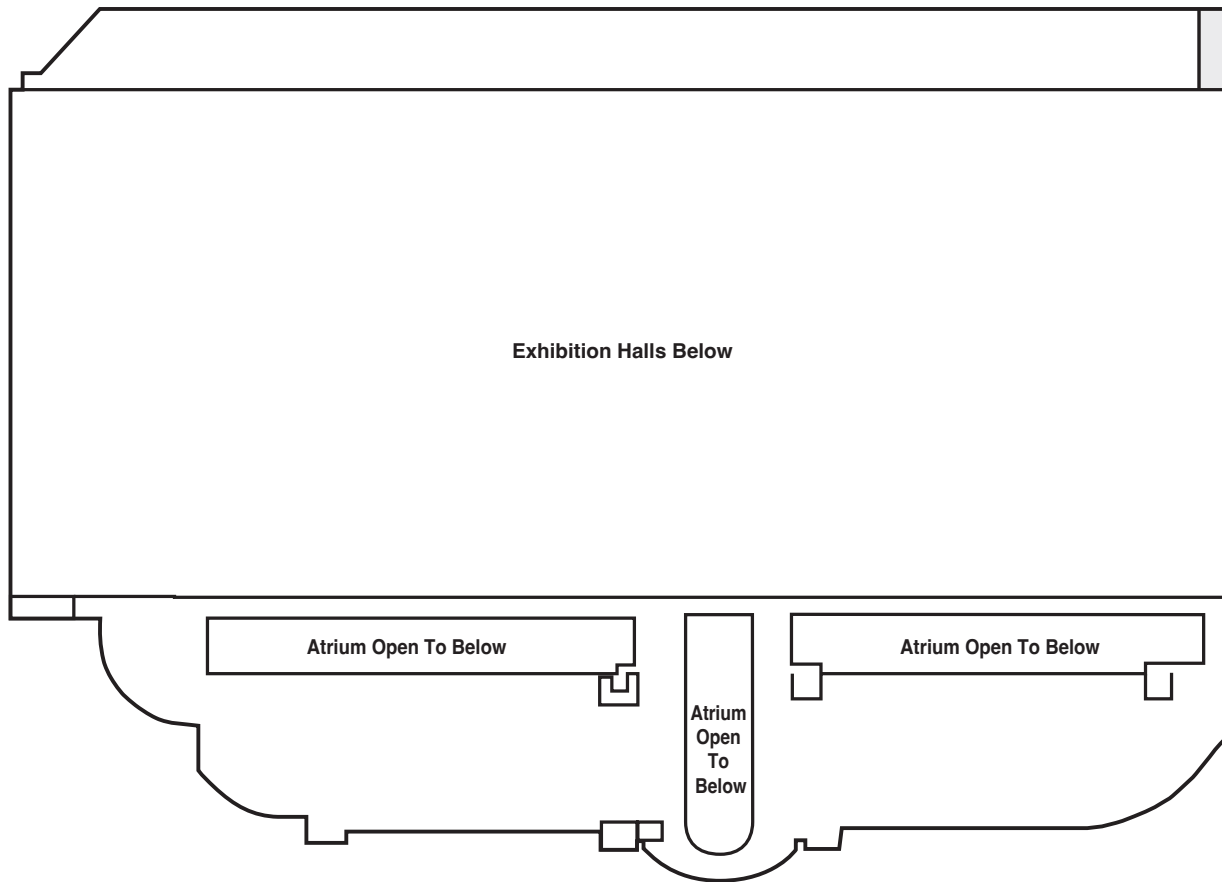 Exhibition Halls Below
Atrium Open To Below
Atrium Open To Below
Atrium
Open
To
Below